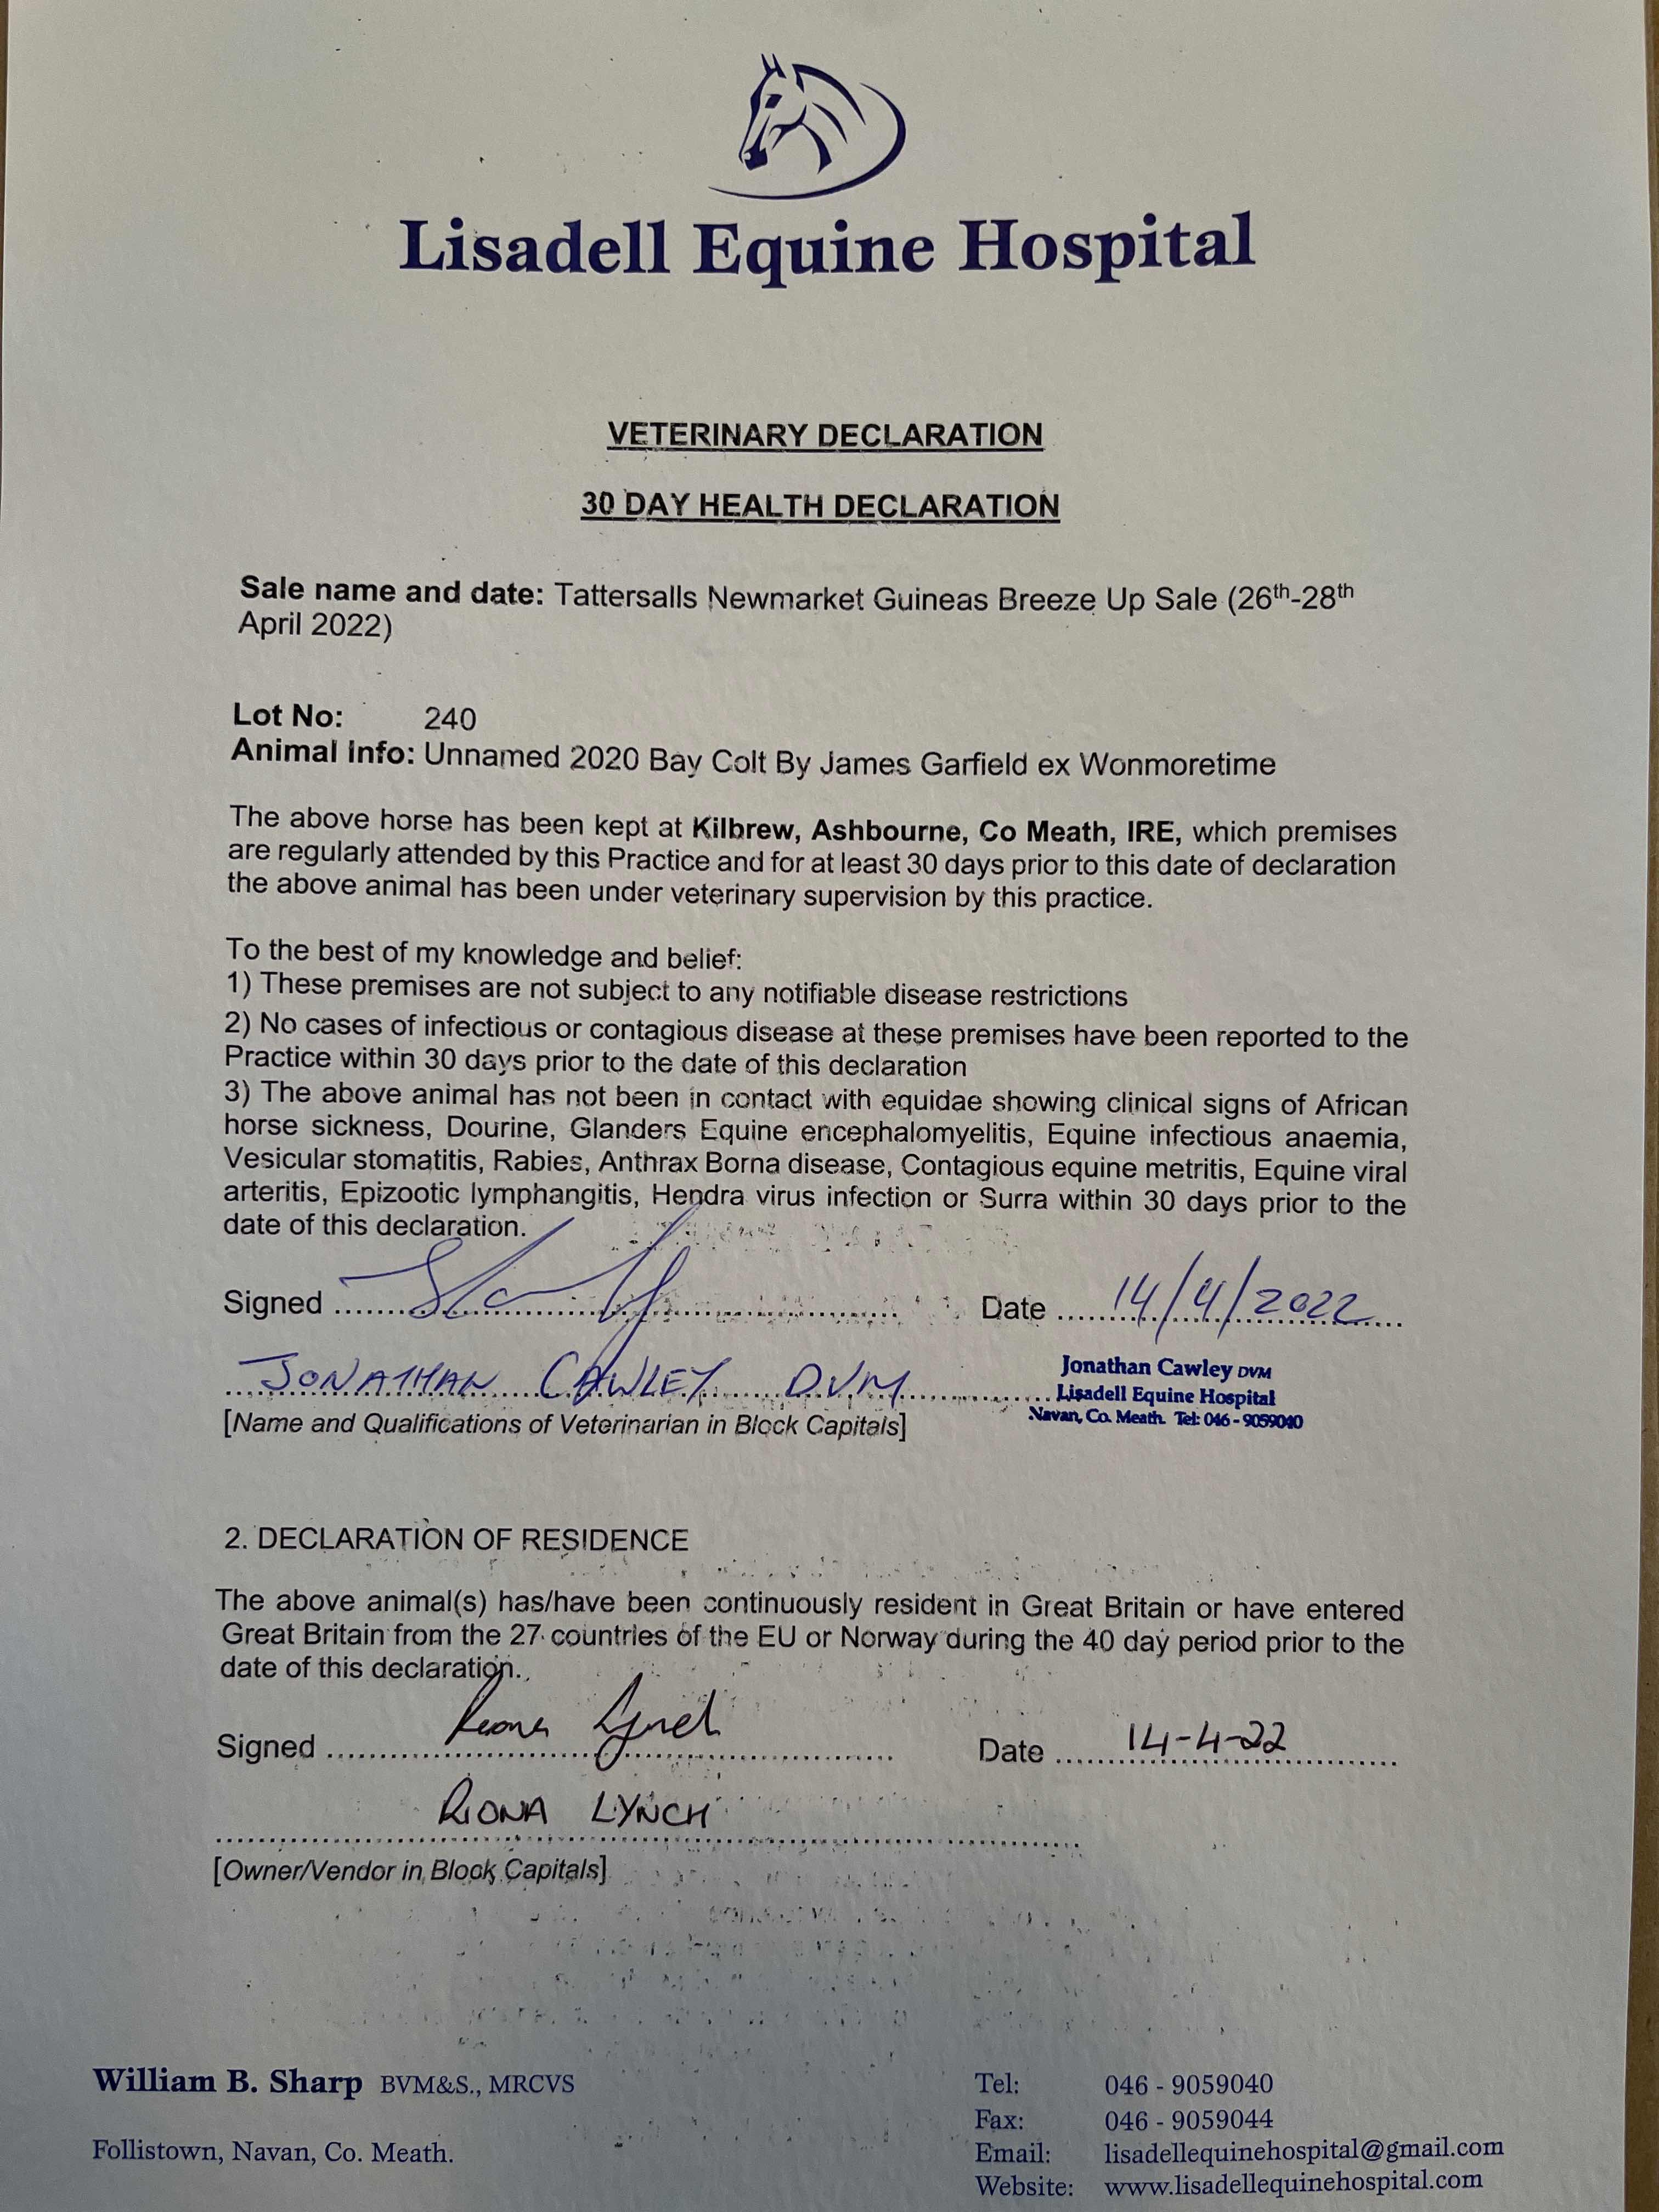 Lisadell Equine Hospital
VETERINARY DECLARATION
30 DAY HEALTH DECLARATION
Sale name and date: Tattersalls Newmarket Guineas Breeze Up Sale (26th-28th
April 2022)
Lot No: 240
Animal Info: Unnamed 2020 Bay Colt By James Garfield ex Wonmoretime
The above horse has been kept at Kilbrew, Ashbourne, Co Meath, IRE, which premises
are regularly attended by this Practice and for at least 30 days prior to this date of declaration
the above animal has been under veterinary supervision by this practice.
To the best of my knowledge and belief:
1) These premises are not subject to any notifiable disease restrictions
2) No cases of infectious or contagious disease at these premises have been reported to the
Practice within 30 days prior to the date of this declaration
3) The above animal has not been in contact with equidae showing clinical signs of African
horse sickness, Dourine, Glanders Equine encephalomyelitis, Equine infectious anaemia,
Vesicular stomatitis, Rabies, Anthrax Borna disease, Contagious equine metritis, Equine viral
arteritis, Epizootic lymphangitis, Hendra virus infection or Surra within 30 days prior to the
date of this declaration.
Signed Date 14/4/2022
JONATHAN CAWLEY DVM
Jonathan Cawley DVM
Lisadell Equine Hospital
Navan, Co. Meath. Tel: 046 - 9059040
[Name and Qualifications of Veterinarian in Block Capitals]
2. DECLARATION OF RESIDENCE
The above animal(s) has/have been continuously resident in Great Britain or have entered
Great Britain from the 27 countries of the EU or Norway during the 40 day period prior to the
date of this declaration.
Signed Riona Lynch Date 14-4-22
RIONA LYNCH
[Owner/Vendor in Block Capitals]
William B. Sharp BVM&S., MRCVS
Follistown, Navan, Co. Meath.
Tel: 046 - 9059040
Fax: 046 - 9059044
Email: lisadellequinehospital@gmail.com
Website: www.lisadellequinehospital.com